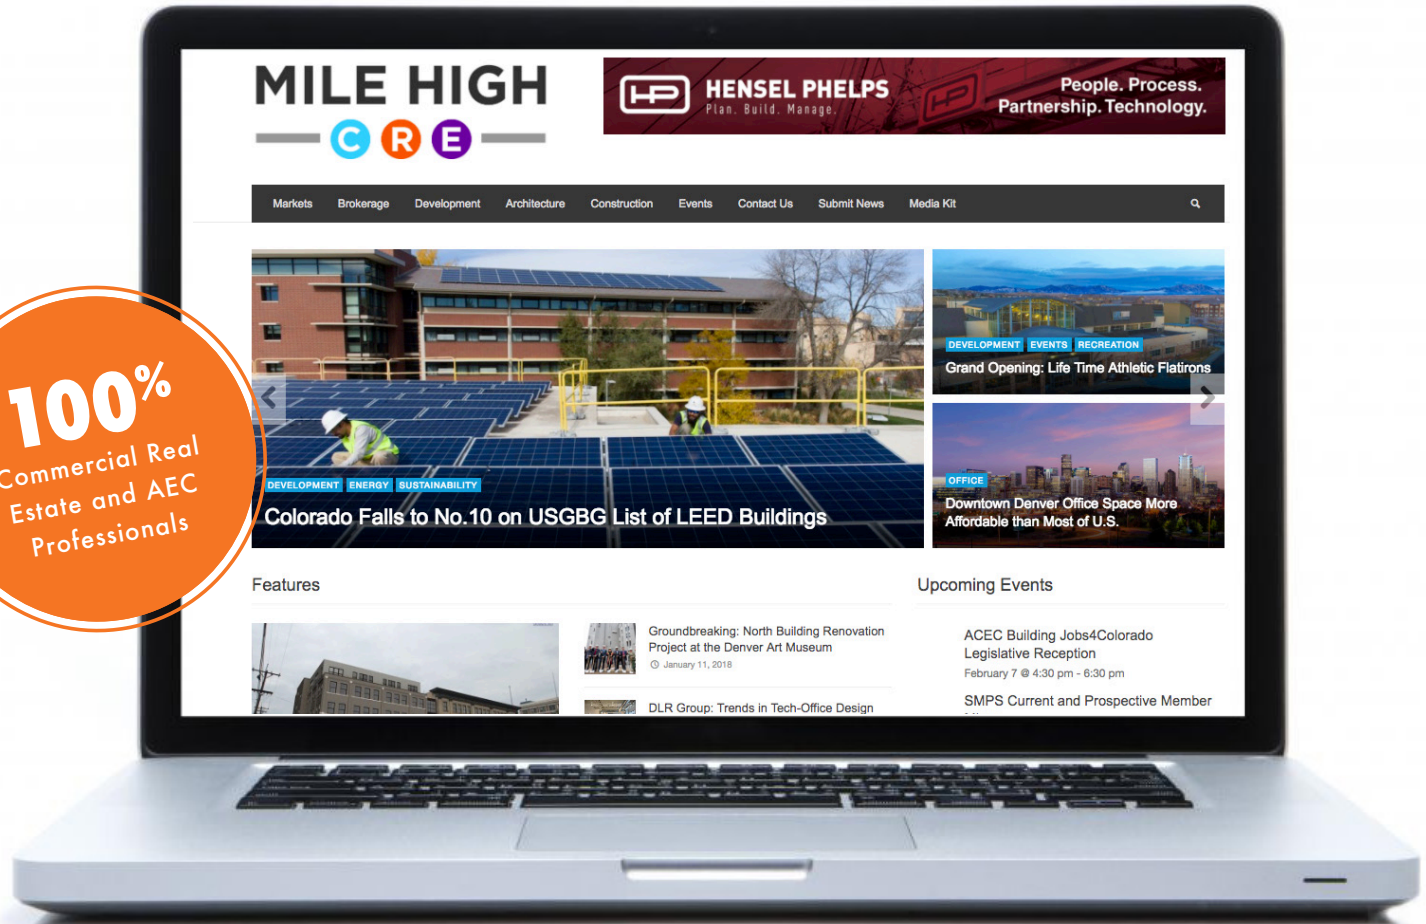 MILE HIGH
CRE
HP HENSEL PHELPS
Plan. Build. Manage.
People. Process.
Partnership. Technology.
Markets Brokerage Development Architecture Construction Events Contact Us Submit News Media Kit
DEVELOPMENT ENERGY SUSTAINABILITY
Colorado Falls to No.10 on USGBG List of LEED Buildings
DEVELOPMENT EVENTS RECREATION
Grand Opening: Life Time Athletic Flatirons
OFFICE
Downtown Denver Office Space More
Affordable than Most of U.S.
100%
Commercial Real
Estate and AEC
Professionals
Features
Groundbreaking: North Building Renovation
Project at the Denver Art Museum
January 11, 2018
DLR Group: Trends in Tech-Office Design
Upcoming Events
ACEC Building Jobs4Colorado
Legislative Reception
February 7 @ 4:30 pm - 6:30 pm
SMPS Current and Prospective Member